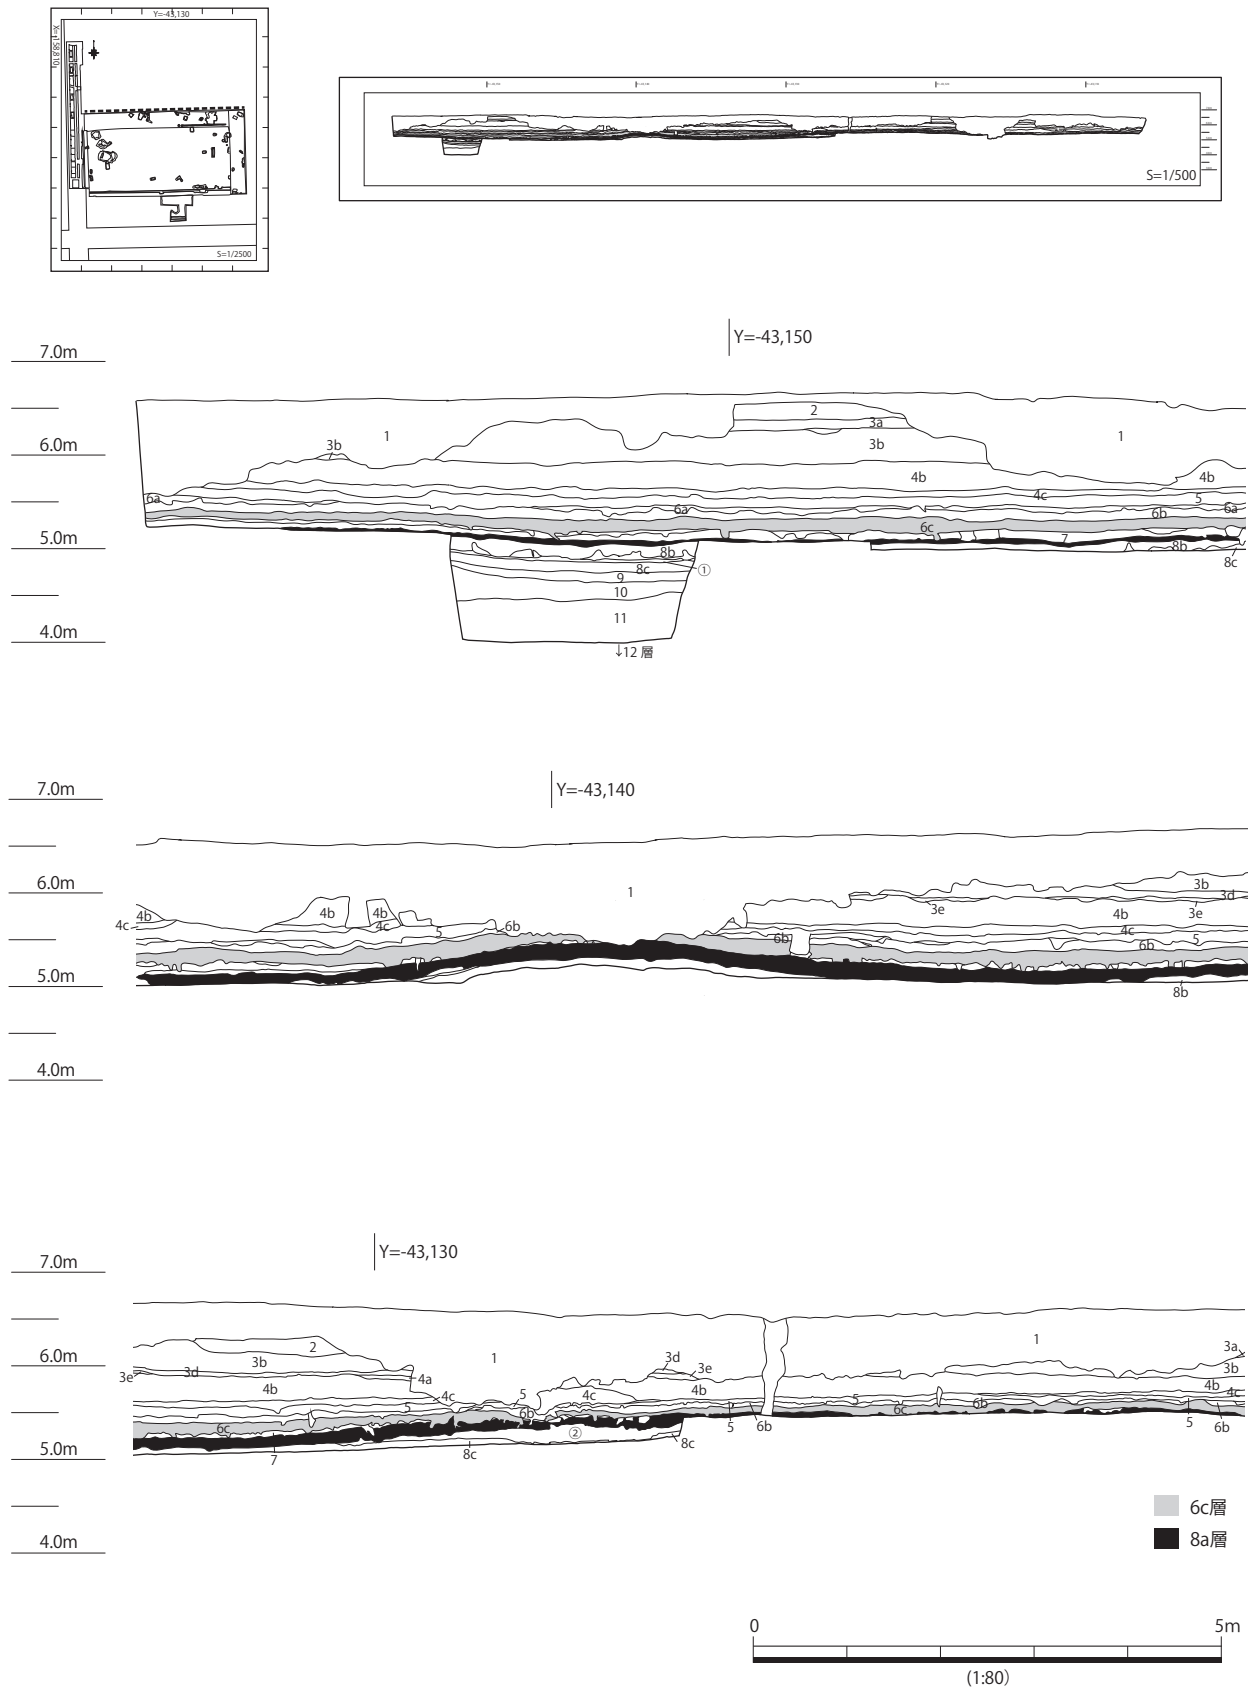 Y=-43,130
X=-158,810
S=1/2500
S=1/500
Y=-43,150
7.0m
6.0m
5.0m
4.0m
1
3b
2
3a
3b
1
4b
4b
4c
5
6a
6a
6a
6b
6c
7
8b
8b
8c
8c
①
9
10
11
↓12 層
Y=-43,140
7.0m
6.0m
5.0m
4.0m
1
3b
3d
3e
3e
4b
4b
4b
4b
4c
4c
4c
5
5
6b
6b
6b
8b
Y=-43,130
7.0m
6.0m
5.0m
4.0m
2
1
1
3a
3b
3b
3d
3d
3e
3e
4a
4b
4b
4b
4c
4c
4c
5
5
5
5
5
6b
6b
6b
6b
6c
6c
7
8c
8c
②
6c層
8a層
0 5m
(1:80)